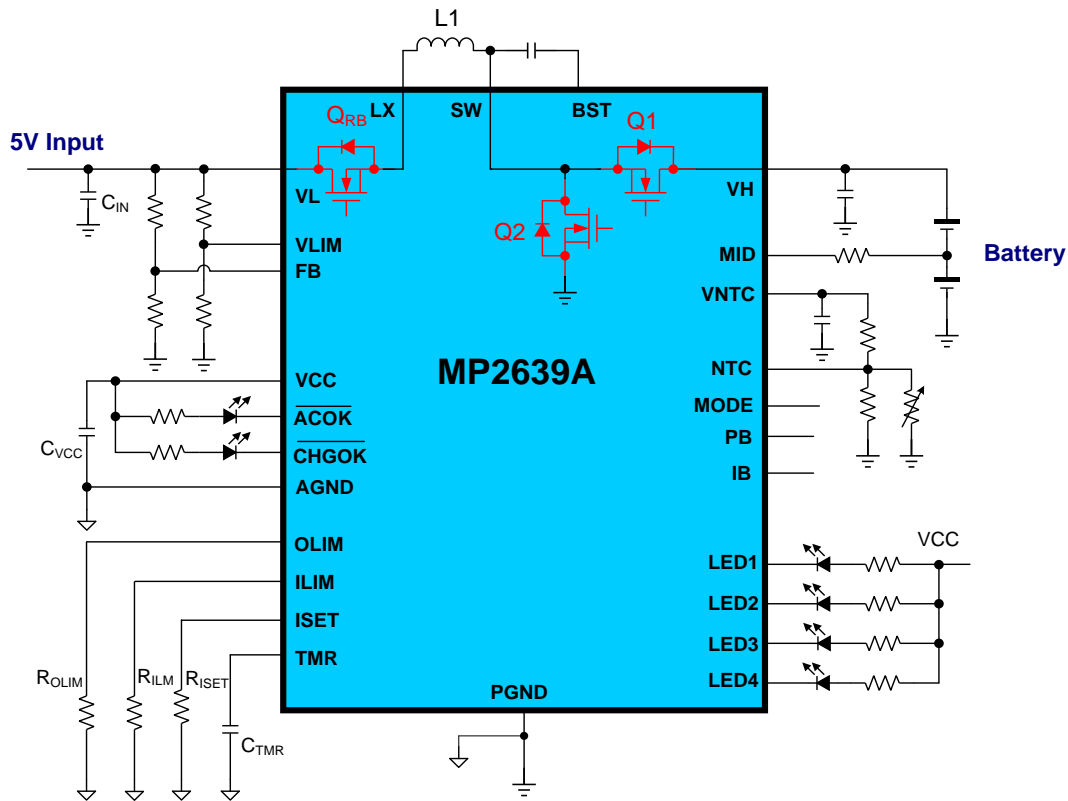 L1
LX
SW
BST
QRB
Q1
5V Input
CIN
VL
VH
Q2
VLIM
FB
MID
Battery
VNTC
MP2639A
VCC
NTC
ACOK
MODE
CVCC
CHGOK
PB
IB
AGND
OLIM
VCC
LED1
ILIM
LED2
ISET
LED3
TMR
LED4
ROLIM
RILM
RISET
PGND
CTMR